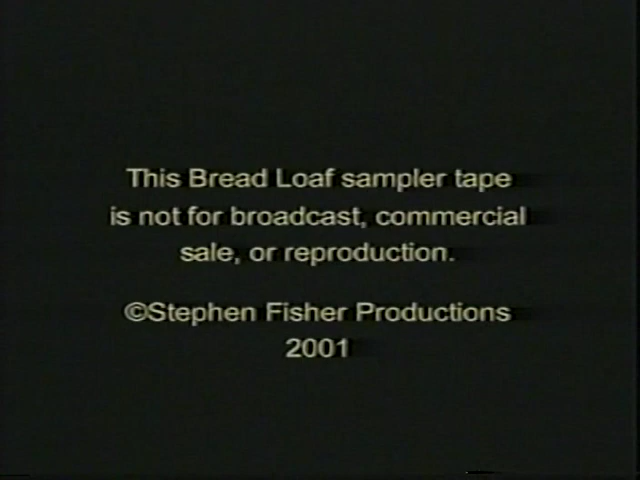 This Bread Loaf sampler tape
is not for broadcast, commercial
sale, or reproduction.
©Stephen Fisher Productions
2001